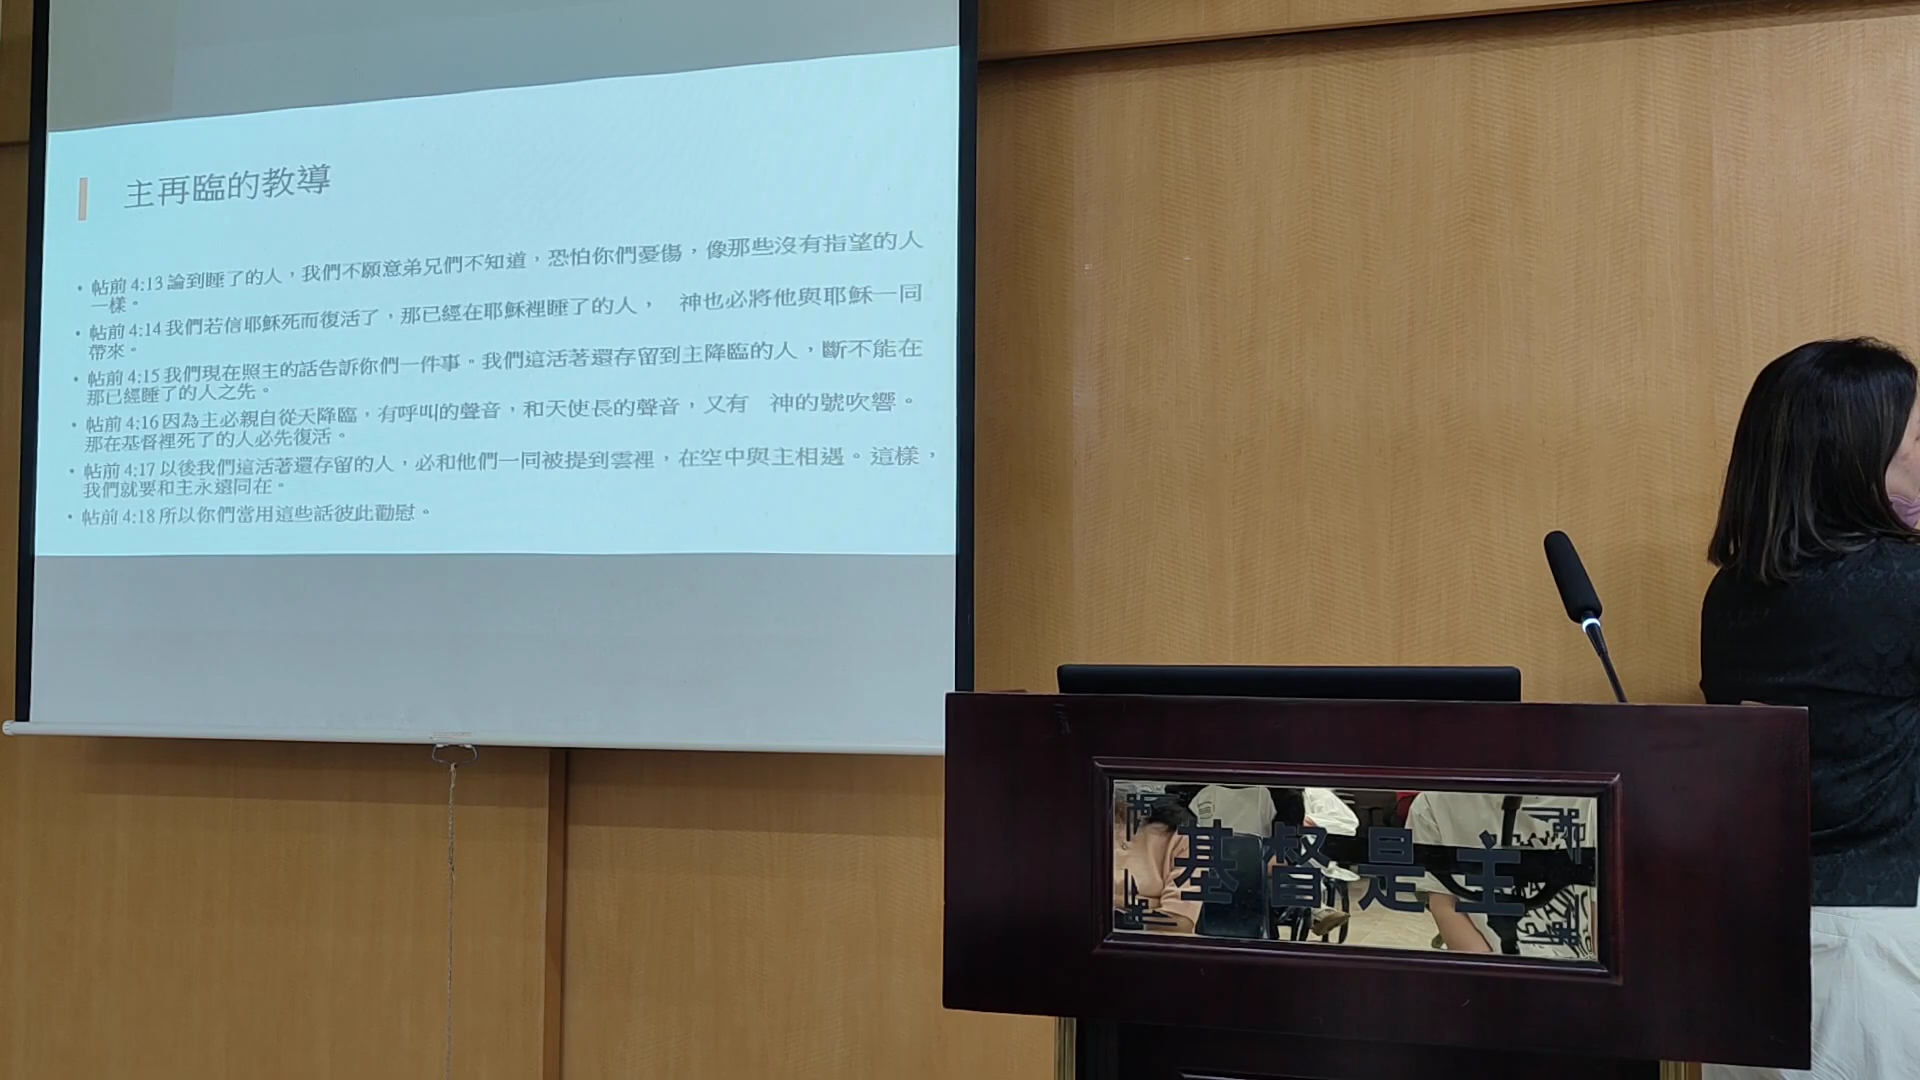 主再臨的教導
• 帖前 4:13 論到睡了的人，我們不願意弟兄們不知道，恐怕你們憂傷，像那些沒有指望的人
一樣。
• 帖前 4:14 我們若信耶穌死而復活了，那已經在耶穌裡睡了的人，　神也必將他與耶穌一同
帶來。
• 帖前 4:15 我們現在照主的話告訴你們一件事。我們這活著還存留到主降臨的人，斷不能在
那已經睡了的人之先。
• 帖前 4:16 因為主必親自從天降臨，有呼叫的聲音，和天使長的聲音，又有　神的號吹響。
那在基督裡死了的人必先復活。
• 帖前 4:17 以後我們這活著還存留的人，必和他們一同被提到雲裡，在空中與主相遇。這樣，
我們就要和主永遠同在。
• 帖前 4:18 所以你們當用這些話彼此勸慰。
基督是主